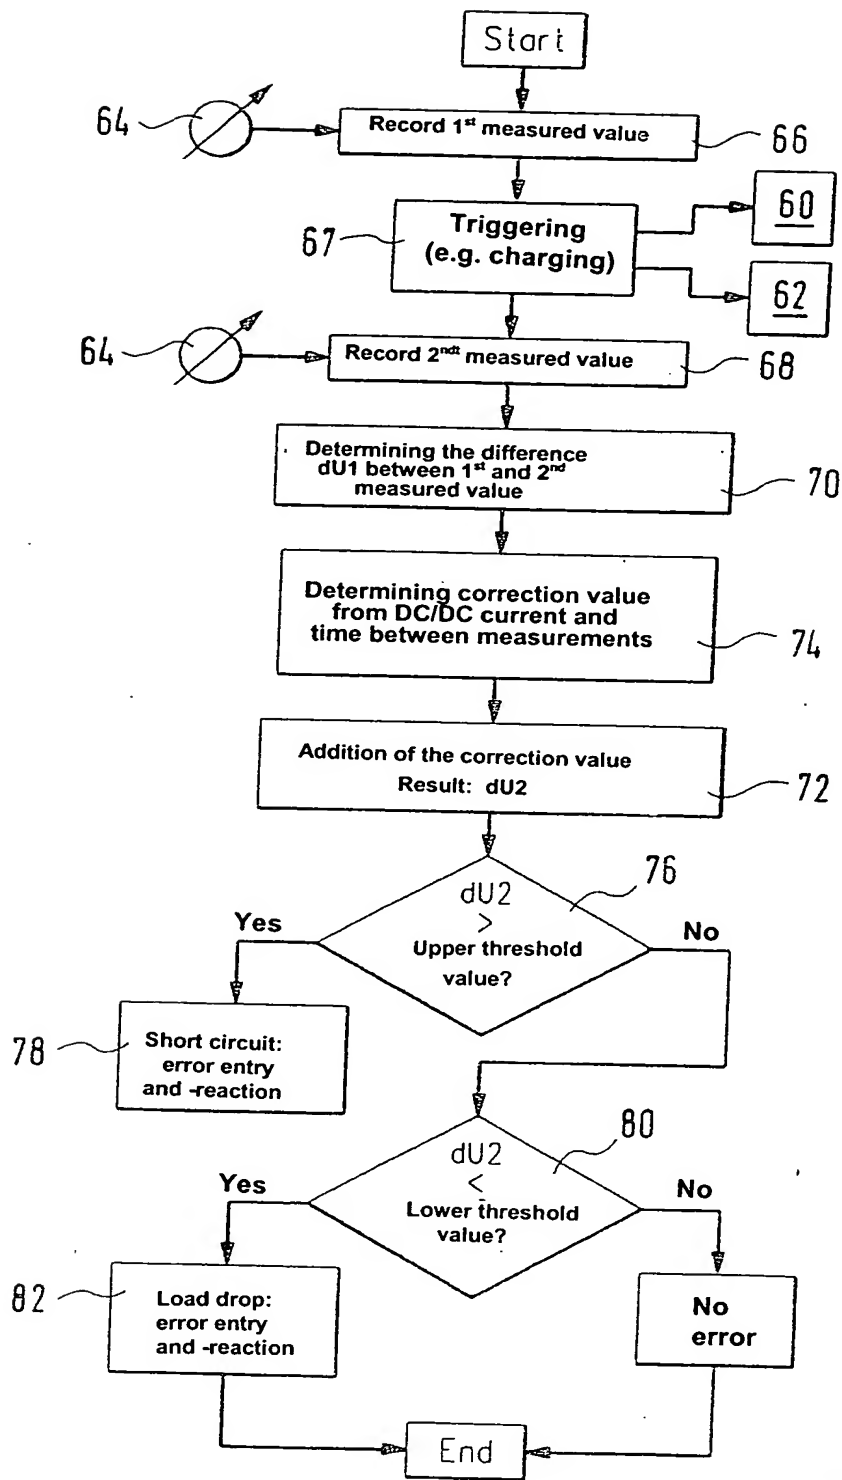 Start
64
Record 1st measured value
66
60
67
Triggering
(e.g. charging)
62
64
Record 2ndt measured value
68
Determining the difference
dU1 between 1st and 2nd
measured value
70
Determining correction value
from DC/DC current and
time between measurements
74
Addition of the correction value
Result: dU2
72
76
dU2
>
Upper threshold
value?
Yes
No
78
Short circuit:
error entry
and -reaction
80
dU2
<
Lower threshold
value?
Yes
No
82
Load drop:
error entry
and -reaction
No
error
End